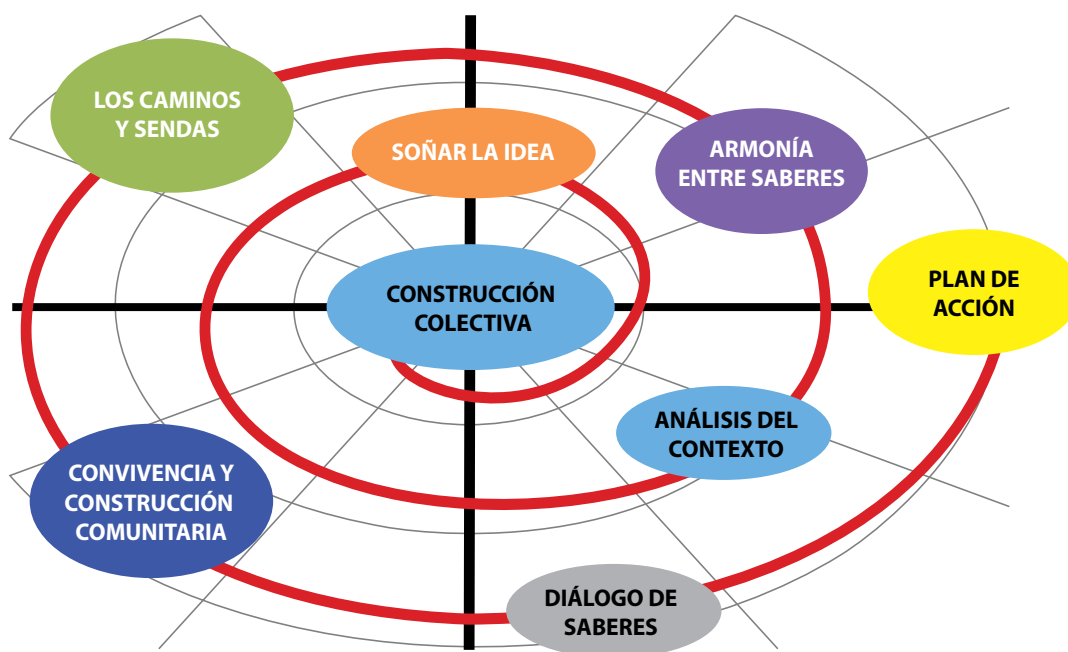 LOS CAMINOS
Y SENDAS
SOÑAR LA IDEA
ARMONÍA
ENTRE SABERES
CONSTRUCCIÓN
COLECTIVA
PLAN DE
ACCIÓN
ANÁLISIS DEL
CONTEXTO
CONVIVENCIA Y
CONSTRUCCIÓN
COMUNITARIA
DIÁLOGO DE
SABERES